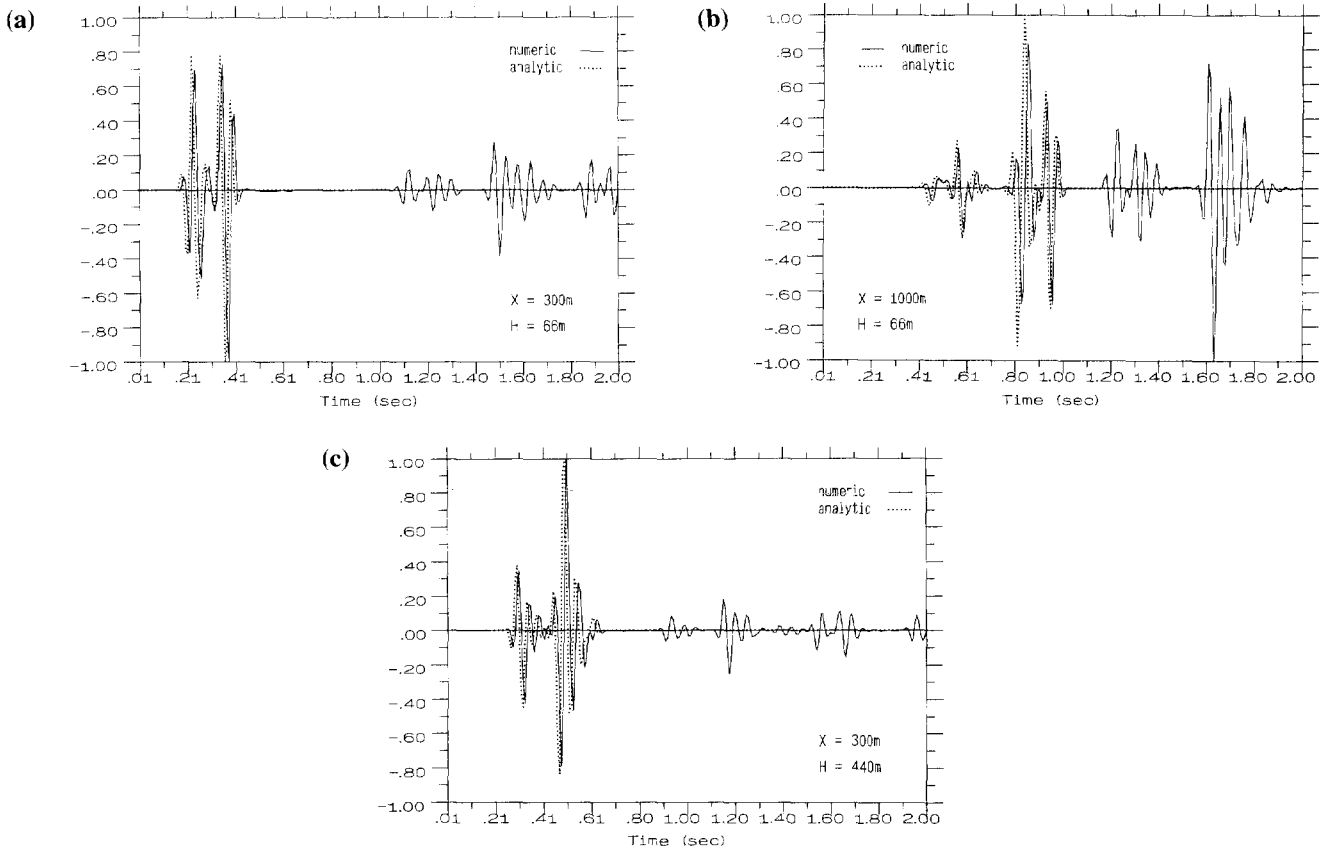 (a)
1.00
.80
.60
.40
.20
.00
-.20
-.40
-.60
-.80
-1.00
numeric
analytic
X = 300m
H = 66m
.01 .21 .41 .61 .80 1.00 1.20 1.40 1.60 1.80 2.00
Time (sec)
(b)
1.00
.80
.60
.40
.20
.00
-.20
-.40
-.60
-.80
-1.00
numeric
analytic
X = 1000m
H = 66m
.01 .21 .41 .61 .80 1.00 1.20 1.40 1.60 1.80 2.00
Time (sec)
(c)
1.00
.80
.60
.40
.20
.00
-.20
-.40
-.60
-.80
-1.00
numeric
analytic
X = 300m
H = 440m
.01 .21 .41 .61 .80 1.00 1.20 1.40 1.60 1.80 2.00
Time (sec)